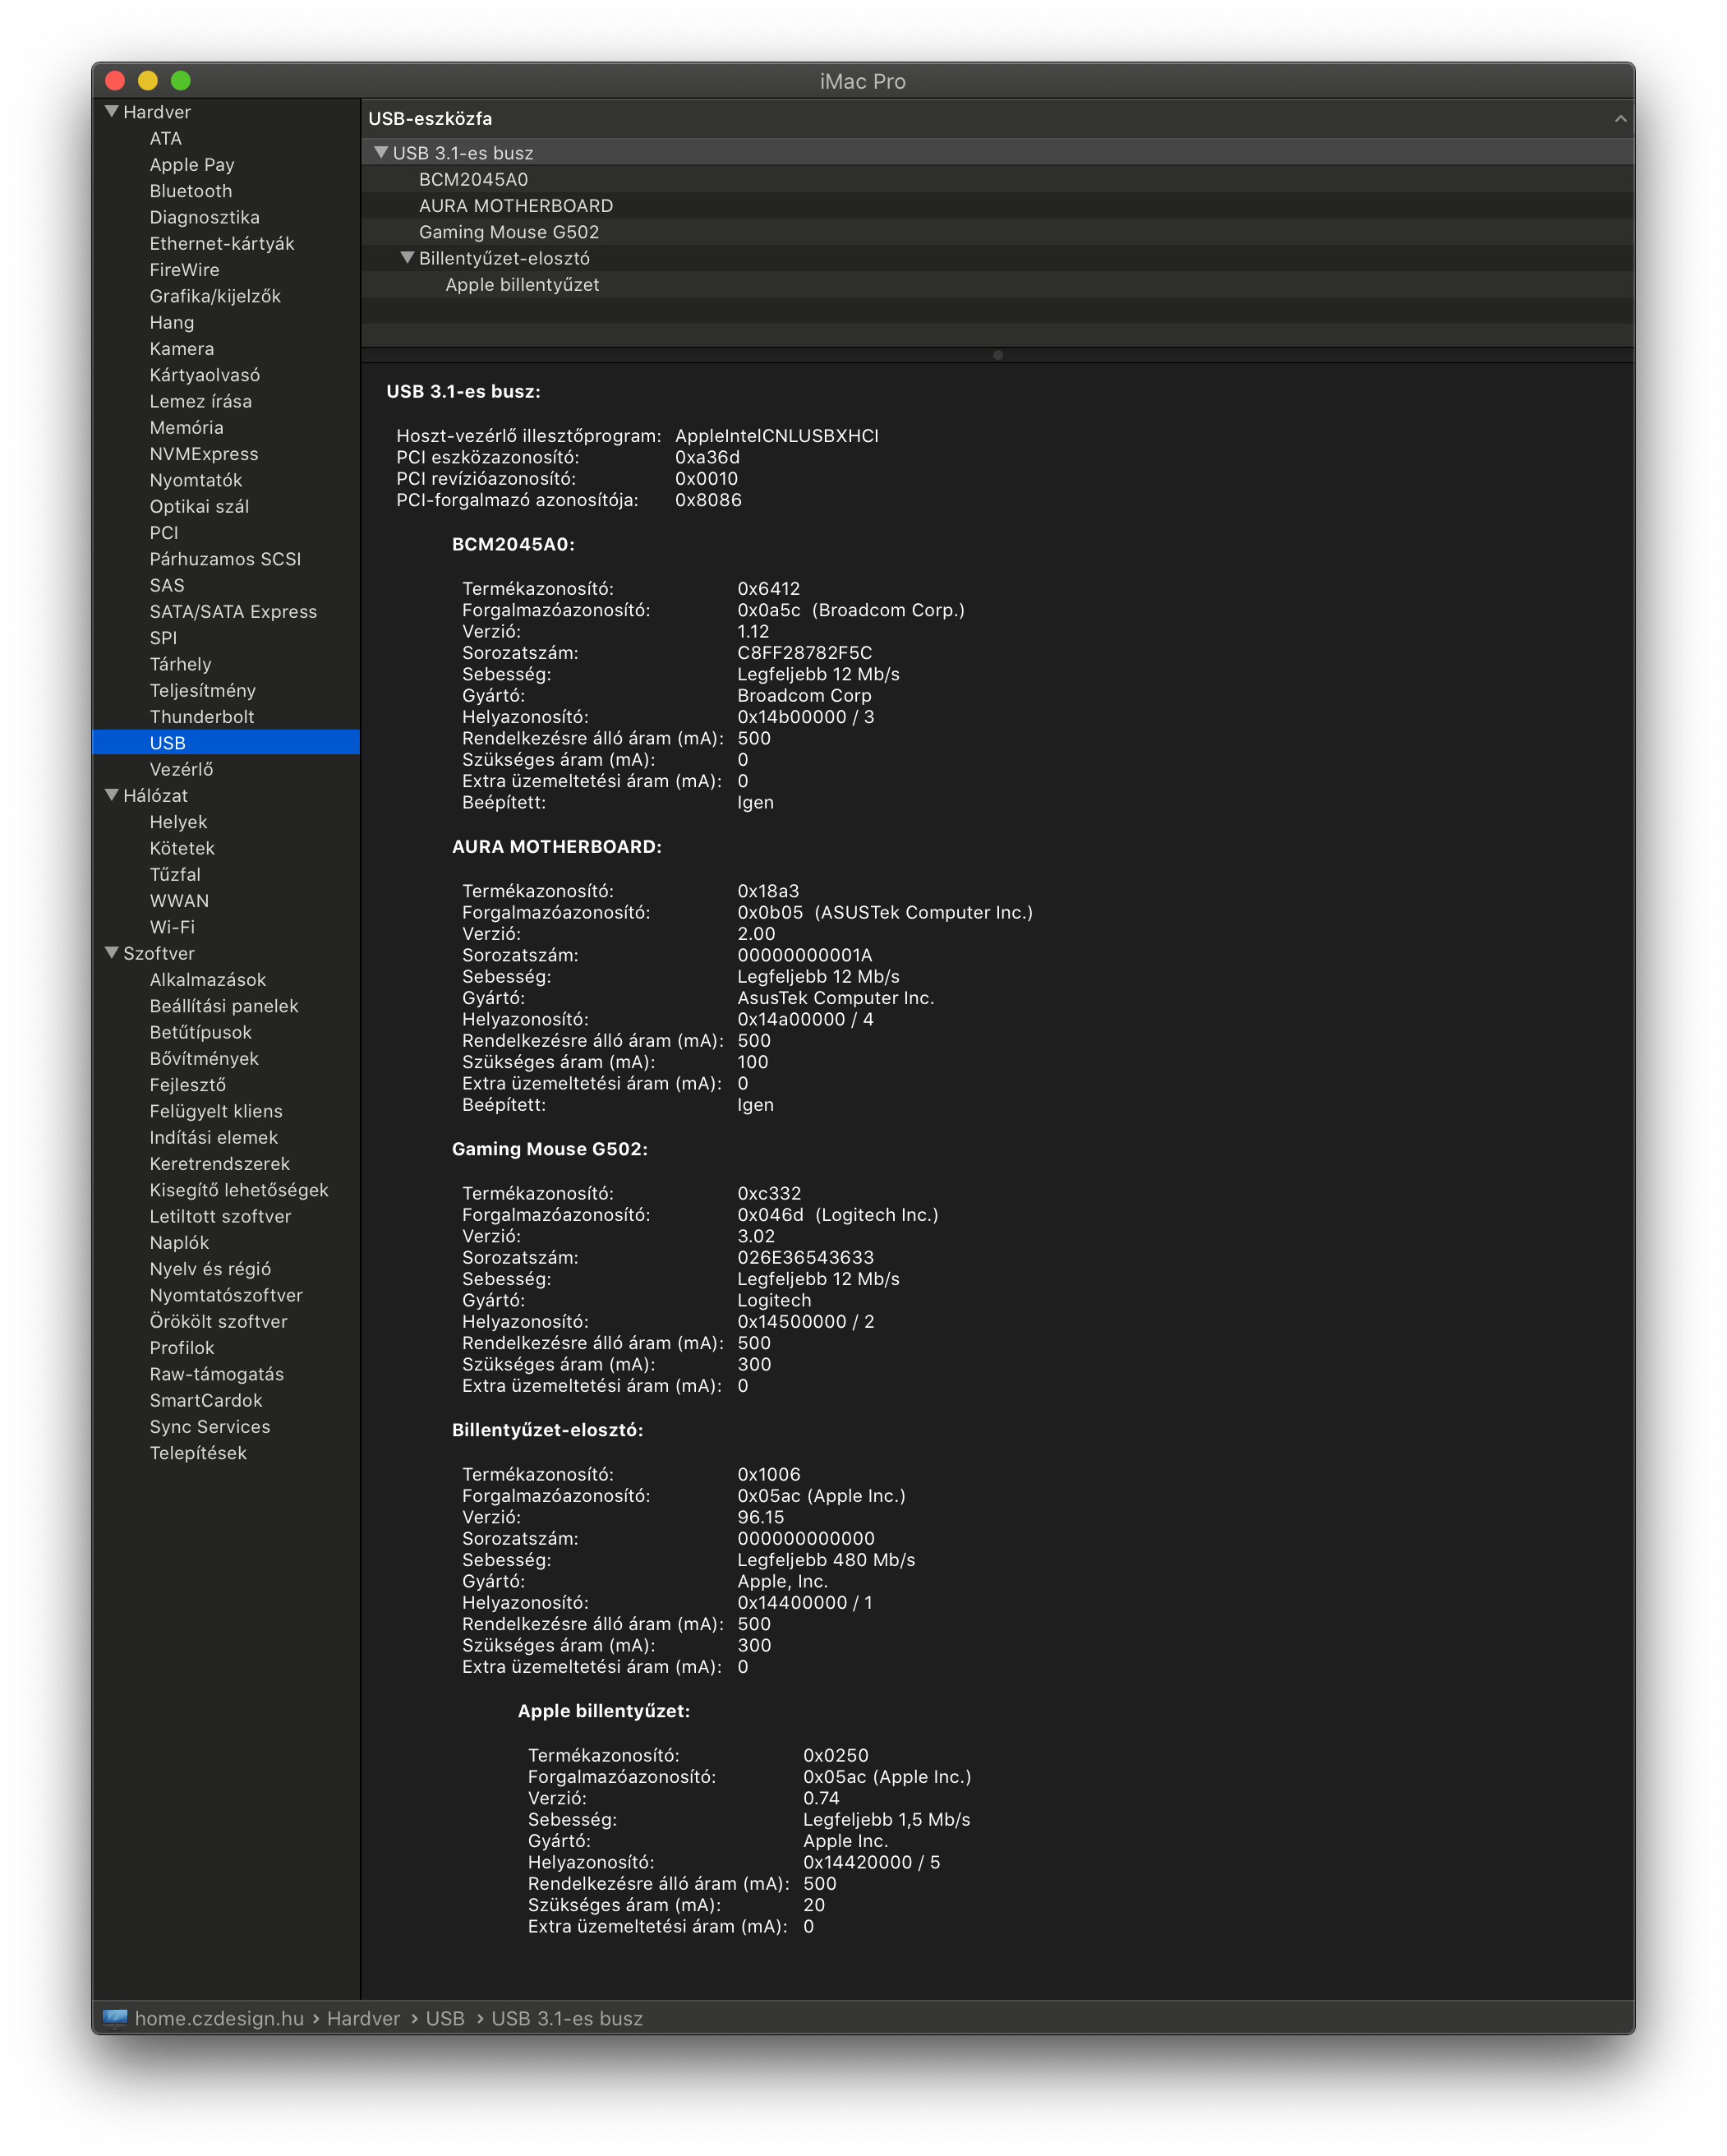 iMac Pro
Hardver
ATA
Apple Pay
Bluetooth
Diagnosztika
Ethernet-kártyák
FireWire
Grafika/kijelzők
Hang
Kamera
Kártyaolvasó
Lemez írása
Memória
NVMExpress
Nyomtatók
Optikai szál
PCI
Párhuzamos SCSI
SAS
SATA/SATA Express
SPI
Tárhely
Teljesítmény
Thunderbolt
USB
Vezérlő
Hálózat
Helyek
Kötetek
Tűzfal
WWAN
Wi-Fi
Szoftver
Alkalmazások
Beállítási panelek
Betűtípusok
Bővítmények
Fejlesztő
Felügyelt kliens
Indítási elemek
Keretrendszerek
Kisegítő lehetőségek
Letiltott szoftver
Naplók
Nyelv és régió
Nyomtatószoftver
Örökölt szoftver
Profilok
Raw-támogatás
SmartCardok
Sync Services
Telepítések
USB-eszközfa
USB 3.1-es busz
BCM2045A0
AURA MOTHERBOARD
Gaming Mouse G502
Billentyűzet-elosztó
Apple billentyűzet
USB 3.1-es busz:
Hoszt-vezérlő illesztőprogram: AppleIntelCNLUSBXHCI
PCI eszközazonosító: 0xa36d
PCI revízióazonosító: 0x0010
PCI-forgalmazó azonosítója: 0x8086
BCM2045A0:
Termékazonosító: 0x6412
Forgalmazóazonosító: 0x0a5c (Broadcom Corp.)
Verzió: 1.12
Sorozatszám: C8FF28782F5C
Sebesség: Legfeljebb 12 Mb/s
Gyártó: Broadcom Corp
Helyazonosító: 0x14b00000 / 3
Rendelkezésre álló áram (mA): 500
Szükséges áram (mA): 0
Extra üzemeltetési áram (mA): 0
Beépített: Igen
AURA MOTHERBOARD:
Termékazonosító: 0x18a3
Forgalmazóazonosító: 0x0b05 (ASUSTek Computer Inc.)
Verzió: 2.00
Sorozatszám: 00000000001A
Sebesség: Legfeljebb 12 Mb/s
Gyártó: AsusTek Computer Inc.
Helyazonosító: 0x14a00000 / 4
Rendelkezésre álló áram (mA): 500
Szükséges áram (mA): 100
Extra üzemeltetési áram (mA): 0
Beépített: Igen
Gaming Mouse G502:
Termékazonosító: 0xc332
Forgalmazóazonosító: 0x046d (Logitech Inc.)
Verzió: 3.02
Sorozatszám: 026E36543633
Sebesség: Legfeljebb 12 Mb/s
Gyártó: Logitech
Helyazonosító: 0x14500000 / 2
Rendelkezésre álló áram (mA): 500
Szükséges áram (mA): 300
Extra üzemeltetési áram (mA): 0
Billentyűzet-elosztó:
Termékazonosító: 0x1006
Forgalmazóazonosító: 0x05ac (Apple Inc.)
Verzió: 96.15
Sorozatszám: 000000000000
Sebesség: Legfeljebb 480 Mb/s
Gyártó: Apple, Inc.
Helyazonosító: 0x14400000 / 1
Rendelkezésre álló áram (mA): 500
Szükséges áram (mA): 300
Extra üzemeltetési áram (mA): 0
Apple billentyűzet:
Termékazonosító: 0x0250
Forgalmazóazonosító: 0x05ac (Apple Inc.)
Verzió: 0.74
Sebesség: Legfeljebb 1,5 Mb/s
Gyártó: Apple Inc.
Helyazonosító: 0x14420000 / 5
Rendelkezésre álló áram (mA): 500
Szükséges áram (mA): 20
Extra üzemeltetési áram (mA): 0
home.czdesign.hu › Hardver › USB › USB 3.1-es busz